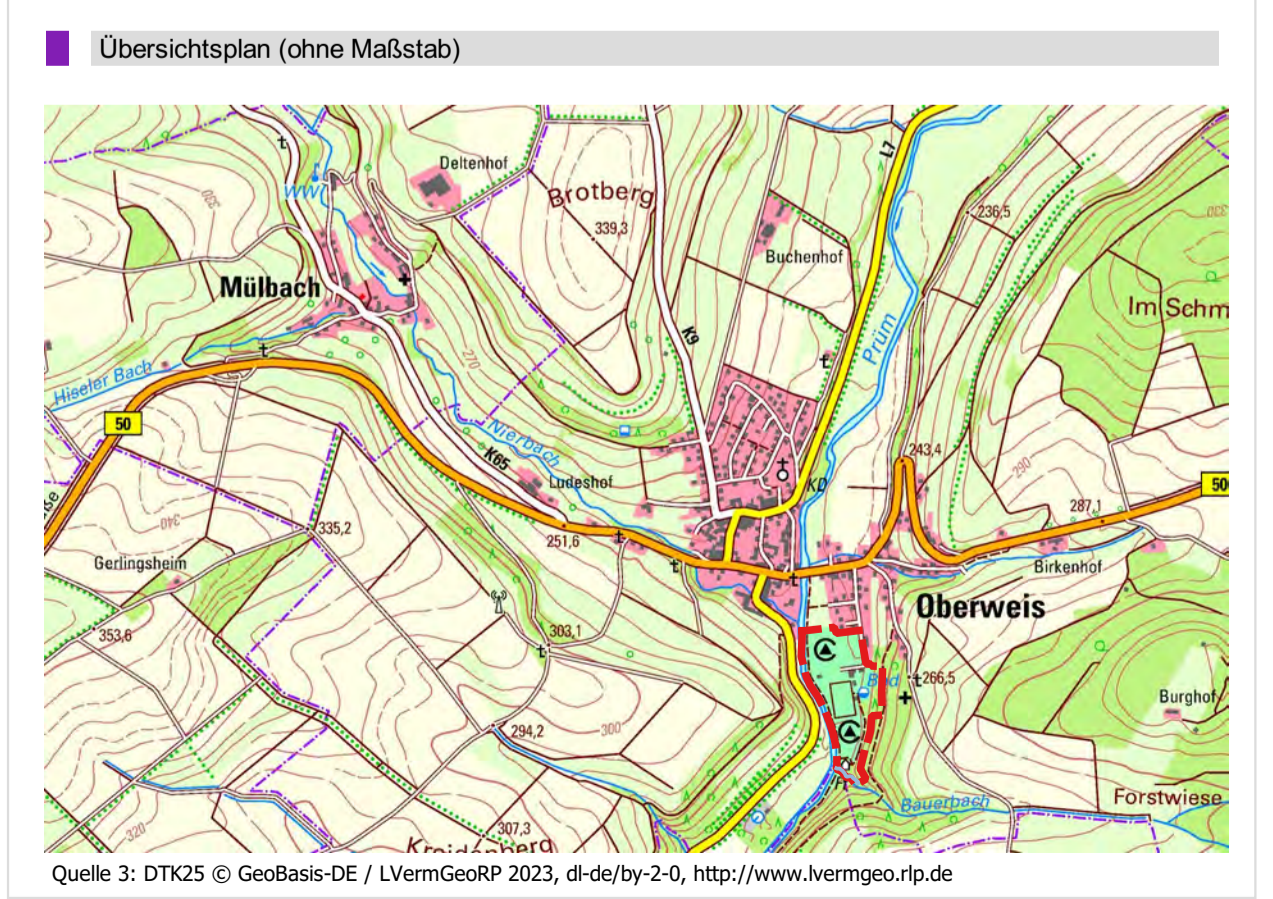 Übersichtsplan (ohne Maßstab)
Deltenhof
L7
WW
Brotberg
330
236,5
339,3
Buchenhof
Mülbach
Im Schm
K9
Prüm
270
Hiseler Bach
50
Nierbach
243,4
290
K65
Ludeshof
KD
50
287,1
340
335,2
251,6
Gerlingsheim
Birkenhof
Oberweis
353,6
303,1
Bad
266,5
Burghof
294,2
300
Bauerbach
Forstwiese
320
307,3
Kreidenberg
Quelle 3: DTK25 © GeoBasis-DE / LVermGeoRP 2023, dl-de/by-2-0, http://www.lvermgeo.rlp.de